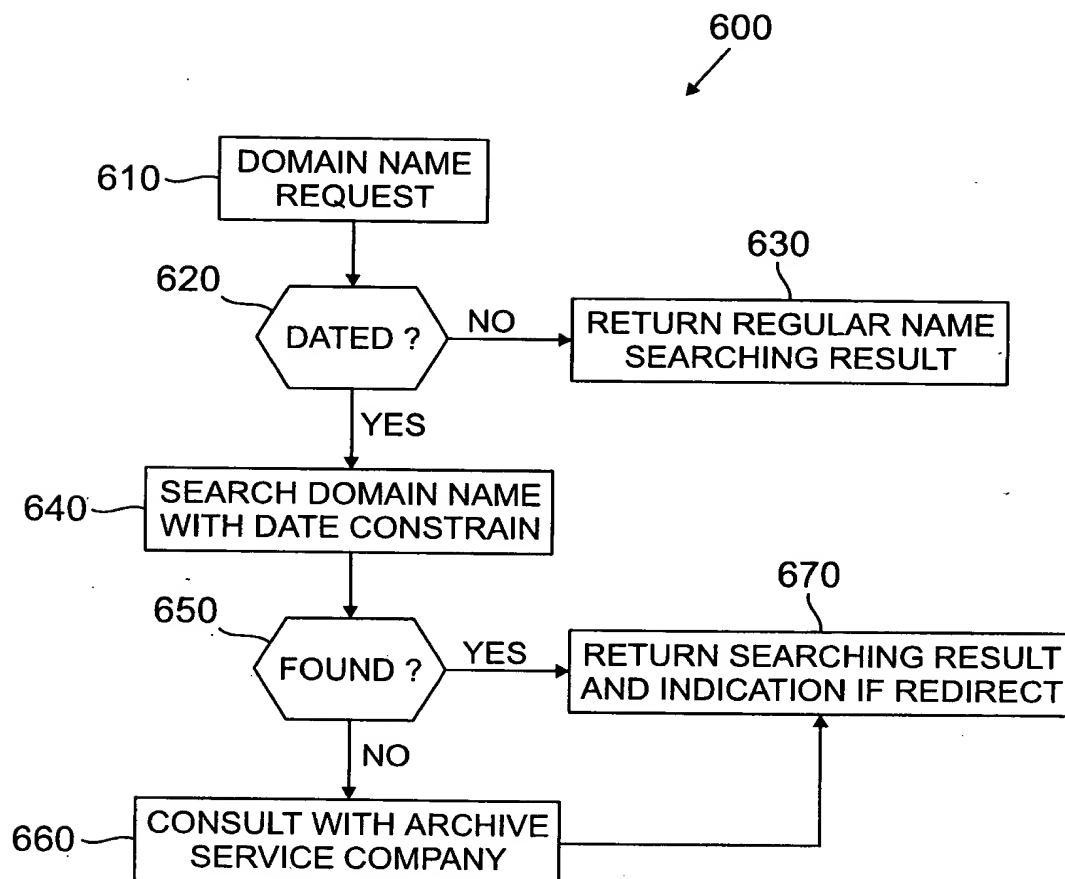 600
610
DOMAIN NAME
REQUEST
620
DATED ?
NO
630
RETURN REGULAR NAME
SEARCHING RESULT
YES
640
SEARCH DOMAIN NAME
WITH DATE CONSTRAIN
650
FOUND ?
YES
670
RETURN SEARCHING RESULT
AND INDICATION IF REDIRECT
NO
660
CONSULT WITH ARCHIVE
SERVICE COMPANY